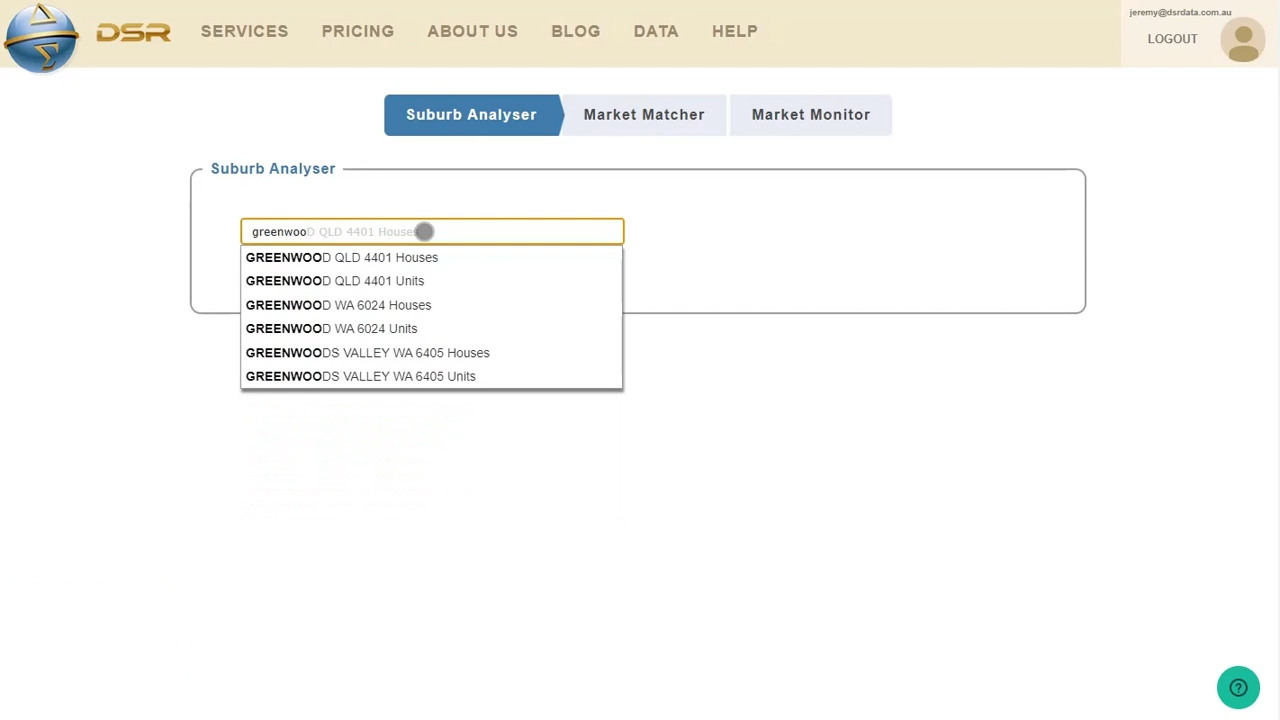 DSR
SERVICES
PRICING
ABOUT US
BLOG
DATA
HELP
jeremy@dsrdata.com.au
LOGOUT
Suburb Analyser
Market Matcher
Market Monitor
Suburb Analyser
greenwooD QLD 4401 Houses
GREENWOOD QLD 4401 Houses
GREENWOOD QLD 4401 Units
GREENWOOD WA 6024 Houses
GREENWOOD WA 6024 Units
GREENWOODS VALLEY WA 6405 Houses
GREENWOODS VALLEY WA 6405 Units